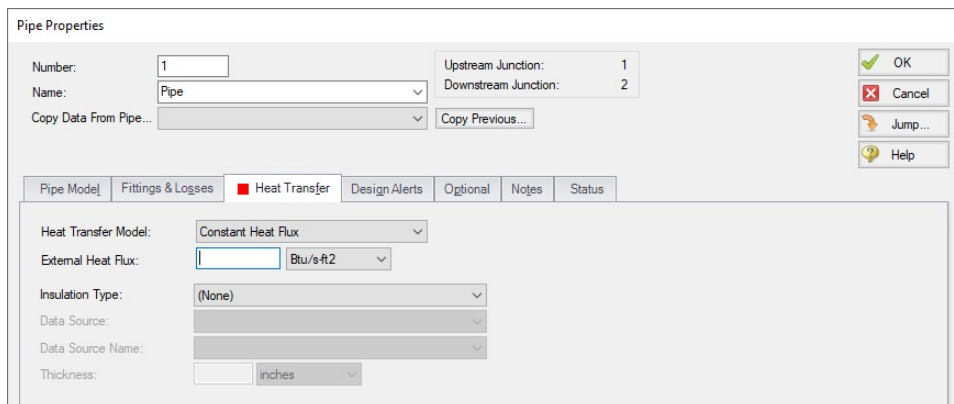 Pipe Properties
Number: 1
Name: Pipe
Copy Data From Pipe... Copy Previous...
Upstream Junction: 1
Downstream Junction: 2
OK
Cancel
Jump...
Help
Pipe Model Fittings & Losses Heat Transfer Design Alerts Optional Notes Status
Heat Transfer Model: Constant Heat Flux
External Heat Flux: Btu/s-ft2
Insulation Type: (None)
Data Source:
Data Source Name:
Thickness: inches